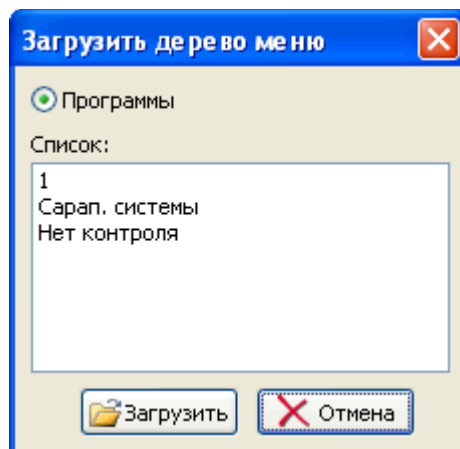 Загрузить дерево меню
Программы
Список:
1
Сарап. системы
Нет контроля
Загрузить
Отмена